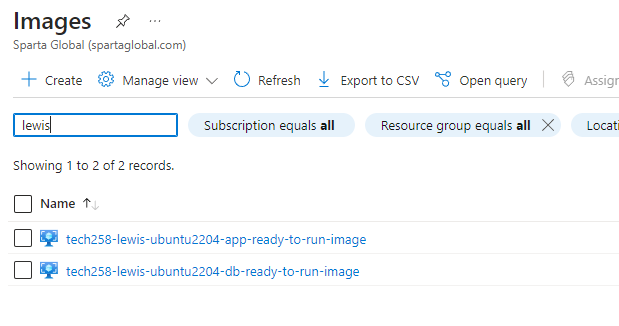 Images
Sparta Global (spartaglobal.com)
Create Manage view Refresh Export to CSV Open query Assign
lewis Subscription equals all Resource group equals all Locati
Showing 1 to 2 of 2 records.
Name
tech258-lewis-ubuntu2204-app-ready-to-run-image
tech258-lewis-ubuntu2204-db-ready-to-run-image